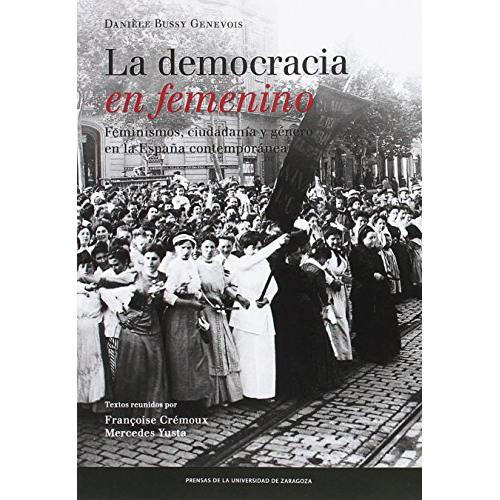 DANIÈLE BUSSY GENEVOIS
La democracia
en femenino
Feminismos, ciudadanía y género
en la España contemporánea
Textos reunidos por
Françoise Crémoux
Mercedes Yusta
PRENSAS DE LA UNIVERSIDAD DE ZARAGOZA